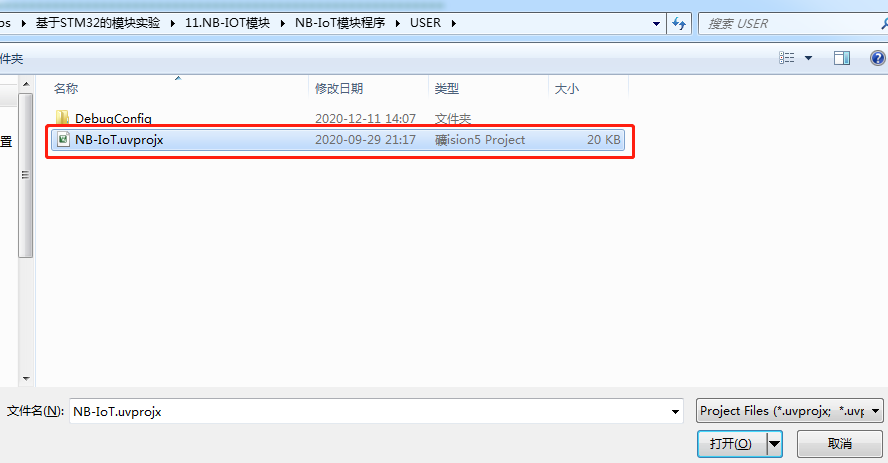 os 基于STM32的模块实验 11.NB-IOT模块 NB-IoT模块程序 USER 搜索 USER
件夹
名称 修改日期 类型 大小
DebugConfig 2020-12-11 14:07 文件夹
置
NB-IoT.uvprojx 2020-09-29 21:17 礦ision5 Project 20 KB
文件名(N): NB-IoT.uvprojx Project Files (*.uvprojx; *.uvp
打开(O) 取消